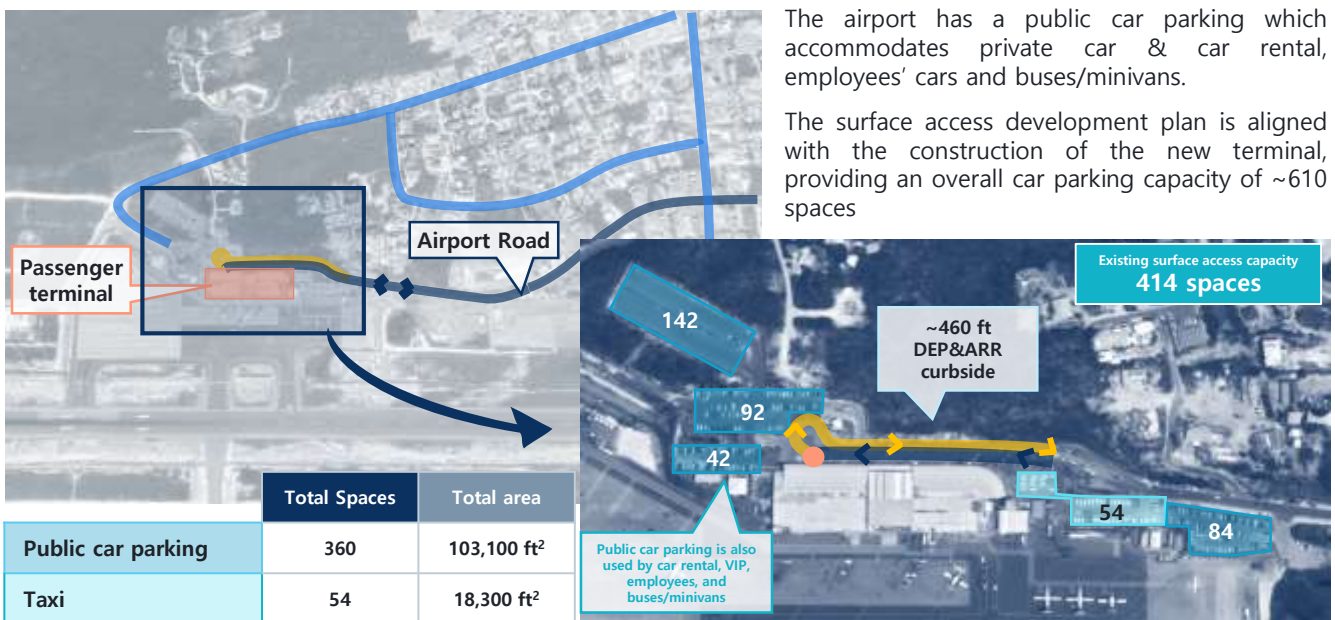 The airport has a public car parking which
accommodates private car & car rental,
employees’ cars and buses/minivans.
The surface access development plan is aligned
with the construction of the new terminal,
providing an overall car parking capacity of ~610
spaces
Airport Road
Passenger
terminal
Existing surface access capacity
414 spaces
142
~460 ft
DEP&ARR
curbside
92
42
54
84
Public car parking is also
used by car rental, VIP,
employees, and
buses/minivans
Total Spaces Total area
Public car parking 360 103,100 ft²
Taxi 54 18,300 ft²